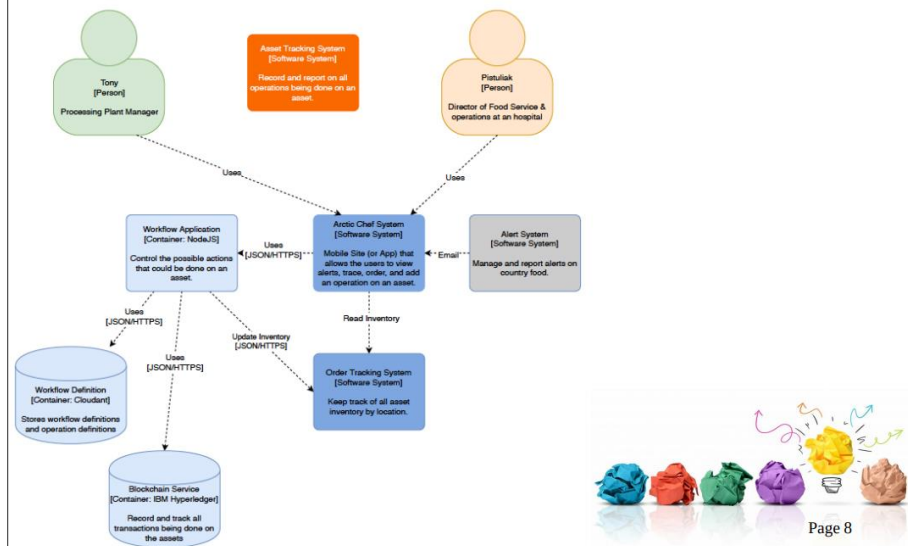 Asset Tracking System
[Software System]
Record and report on all
operations being done on an
asset.
Tony
[Person]
Processing Plant Manager
Pistuliak
[Person]
Director of Food Service &
operations at an hospital
Uses
Uses
Workflow Application
[Container: NodeJS]
Control the possible actions
that could be done on an
asset.
Uses
[JSON/HTTPS]
Arctic Chef System
[Software System]
Mobile Site (or App) that
allows the users to view
alerts, trace, order, and add
an operation on an asset.
Email
Alert System
[Software System]
Manage and report alerts on
country food.
Uses
[JSON/HTTPS]
Update Inventory
[JSON/HTTPS]
Read Inventory
Uses
[JSON/HTTPS]
Order Tracking System
[Software System]
Keep track of all asset
inventory by location.
Workflow Definition
[Container: Cloudant]
Stores workflow definitions
and operation definitions
Blockchain Service
[Container: IBM Hyperledger]
Record and track all
transactions being done on
the assets
Page 8